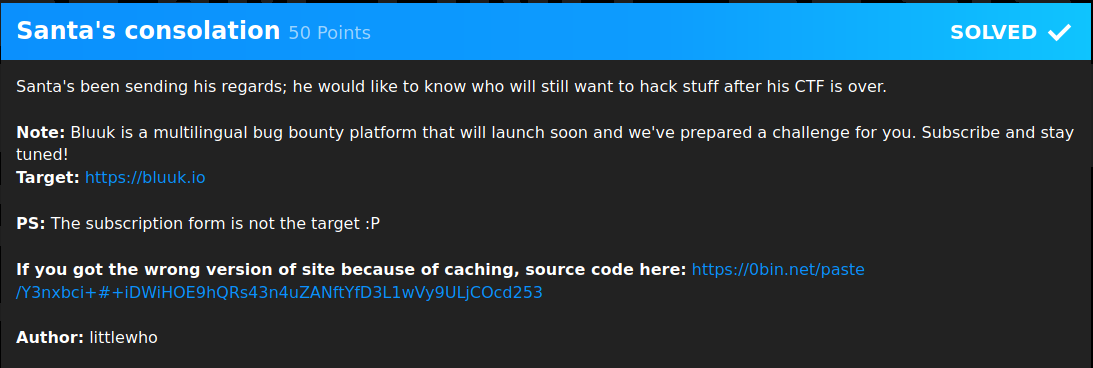 Santa's consolation 50 Points
SOLVED ✓
Santa's been sending his regards; he would like to know who will still want to hack stuff after his CTF is over.
Note: Bluuk is a multilingual bug bounty platform that will launch soon and we've prepared a challenge for you. Subscribe and stay
tuned!
Target: https://bluuk.io
PS: The subscription form is not the target :P
If you got the wrong version of site because of caching, source code here: https://0bin.net/paste
/Y3nxbci+#+iDWiHOE9hQRs43n4uZANftYfD3L1wVy9ULjCOcd253
Author: littlewho